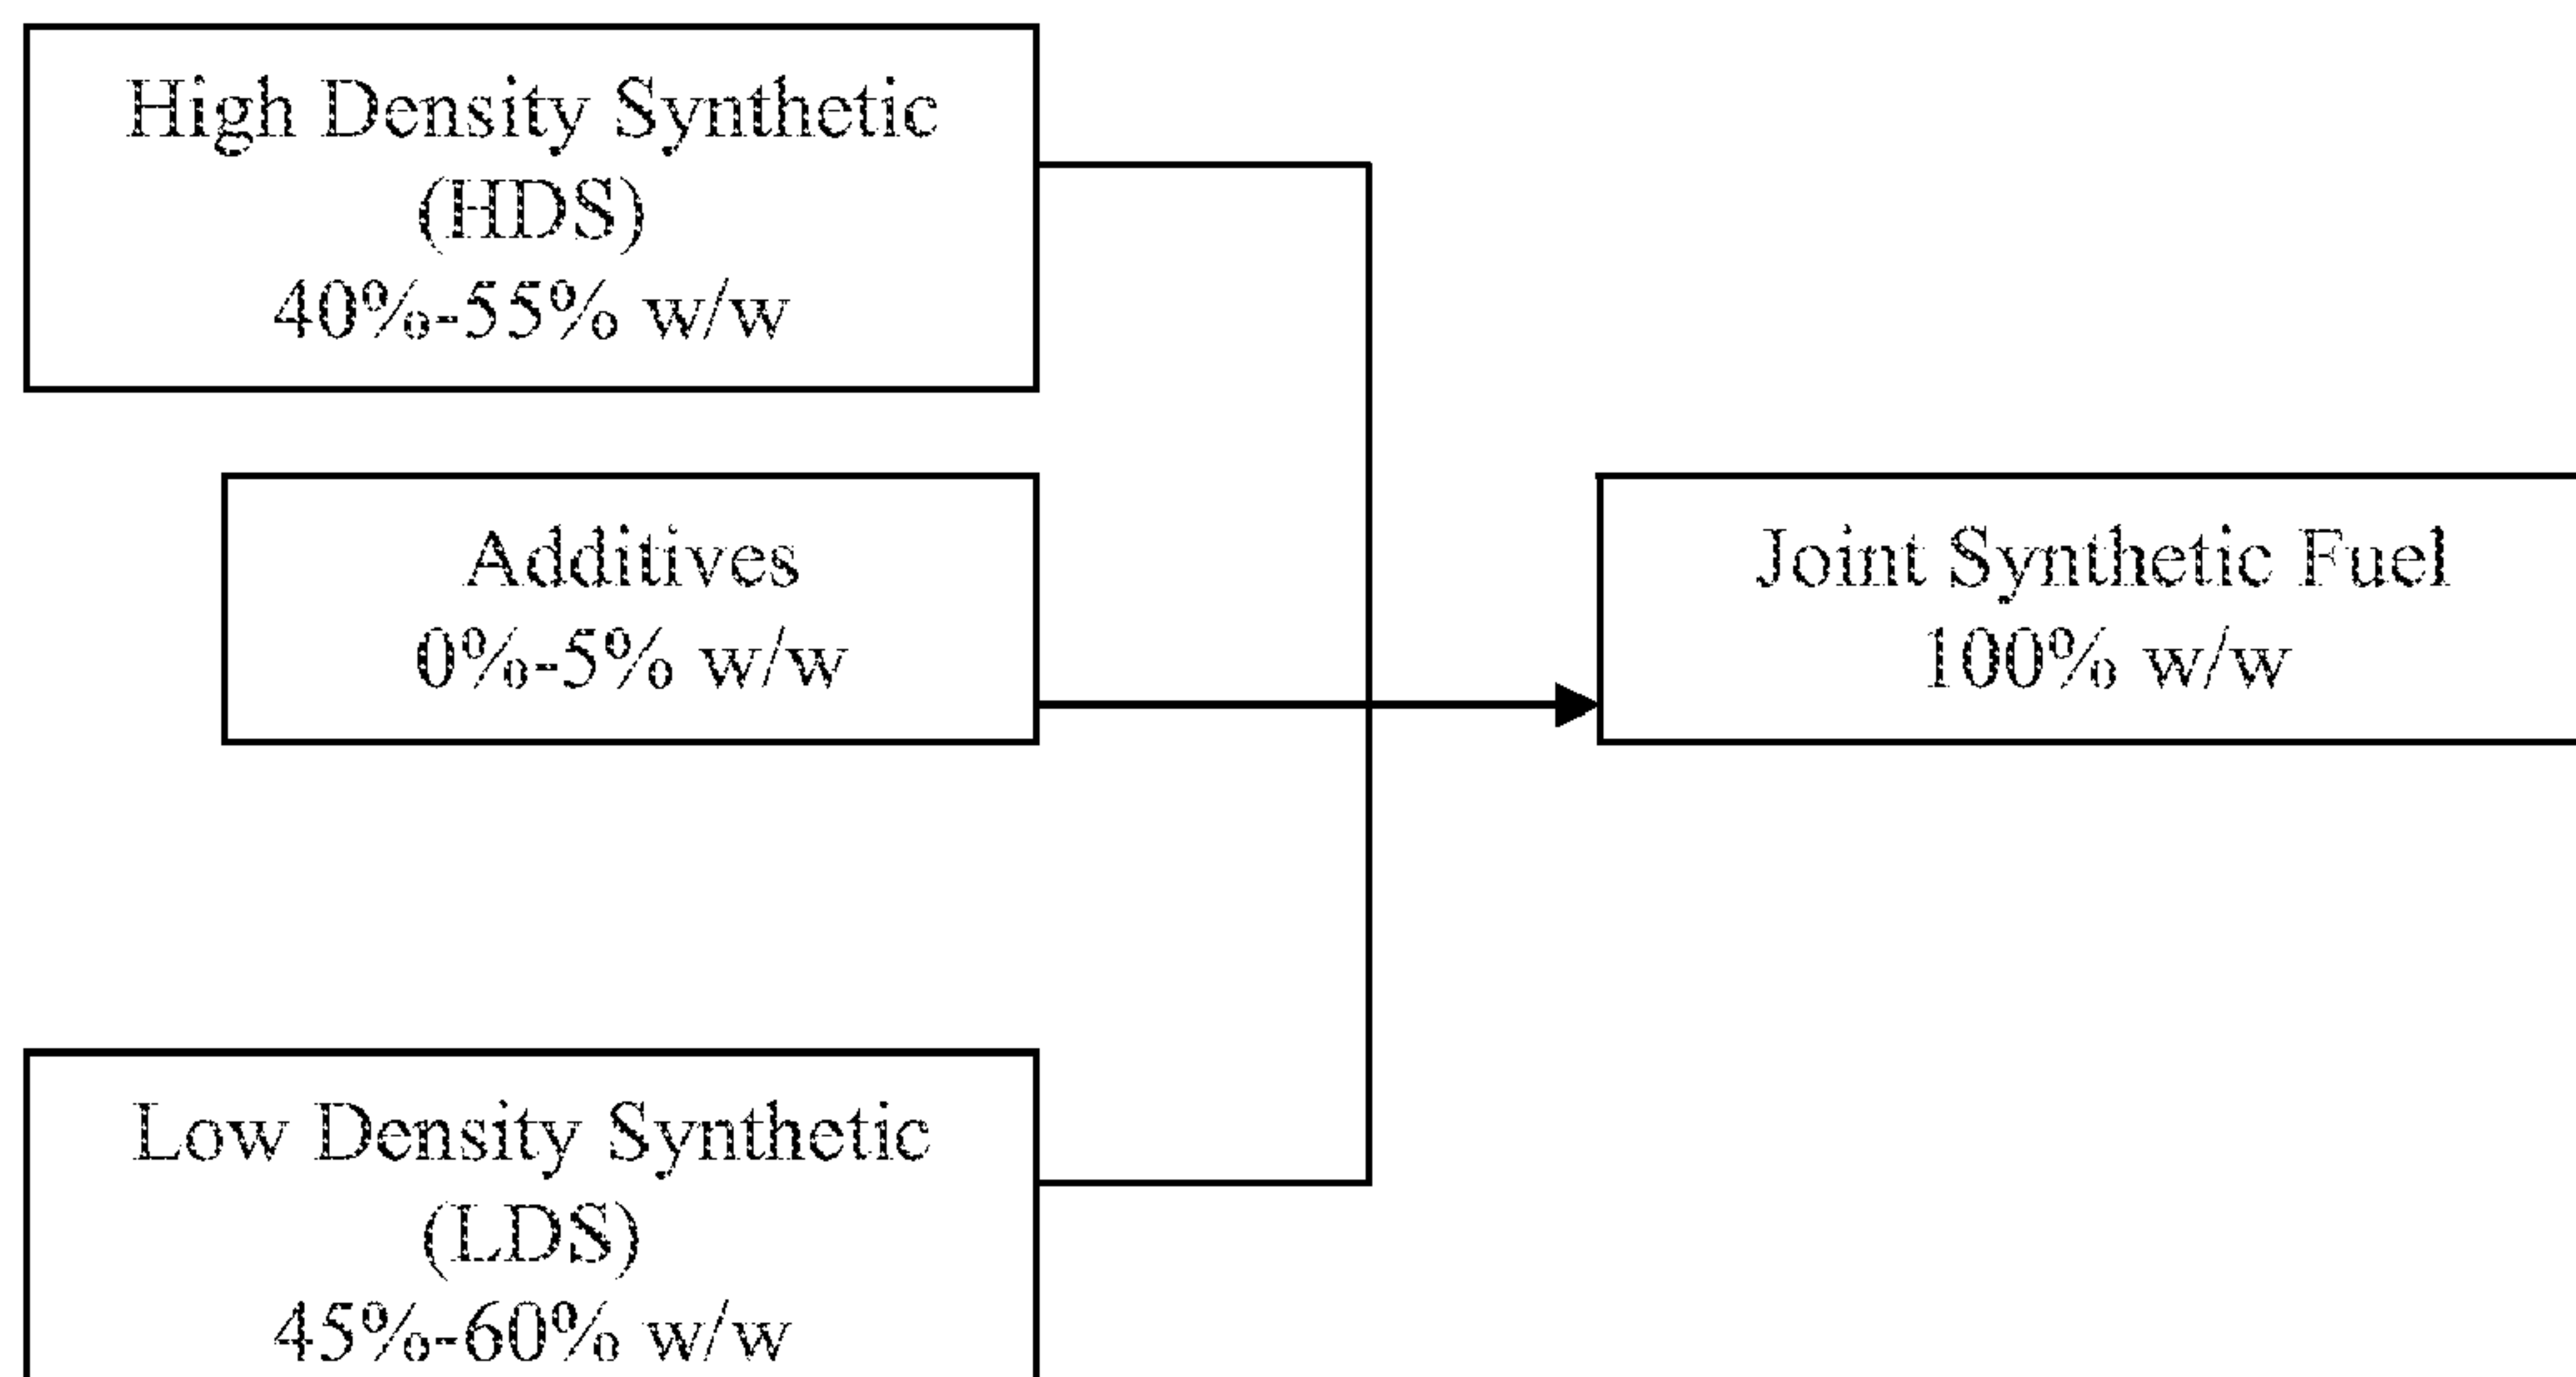 High Density Synthetic
(HDS)
40%-55% w/w
Additives
0%-5% w/w
Joint Synthetic Fuel
100% w/w
Low Density Synthetic
(LDS)
45%-60% w/w